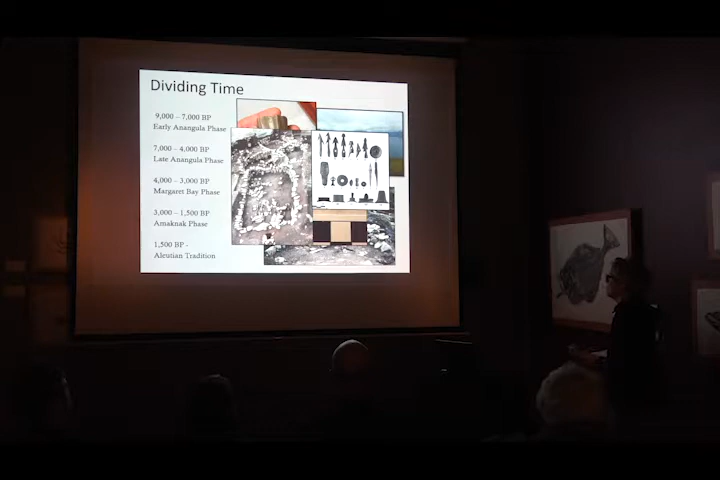 Dividing Time
9,000 – 7,000 BP
Early Anangula Phase
7,000 – 4,000 BP
Late Anangula Phase
4,000 – 3,000 BP
Margaret Bay Phase
3,000 – 1,500 BP
Amaknak Phase
1,500 BP -
Aleutian Tradition